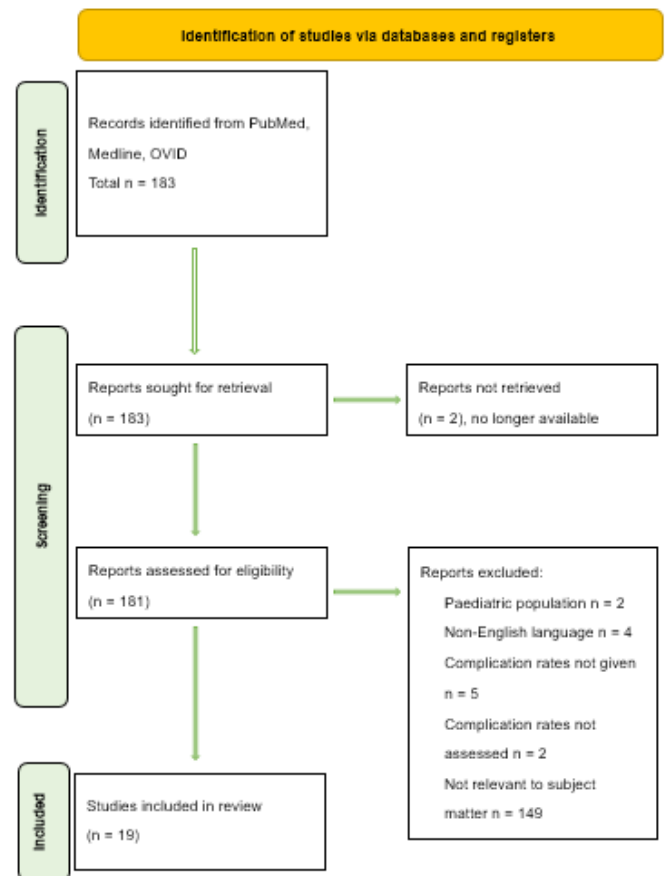 Identification of studies via databases and registers
Identification
Records identified from PubMed,
Medline, OVID
Total n = 183
Screening
Reports sought for retrieval
(n = 183)
Reports not retrieved
(n = 2), no longer available
Reports assessed for eligibility
(n = 181)
Reports excluded:
Paediatric population n = 2
Non-English language n = 4
Complication rates not given
n = 5
Complication rates not
assessed n = 2
Not relevant to subject
matter n = 149
Included
Studies included in review
(n = 19)